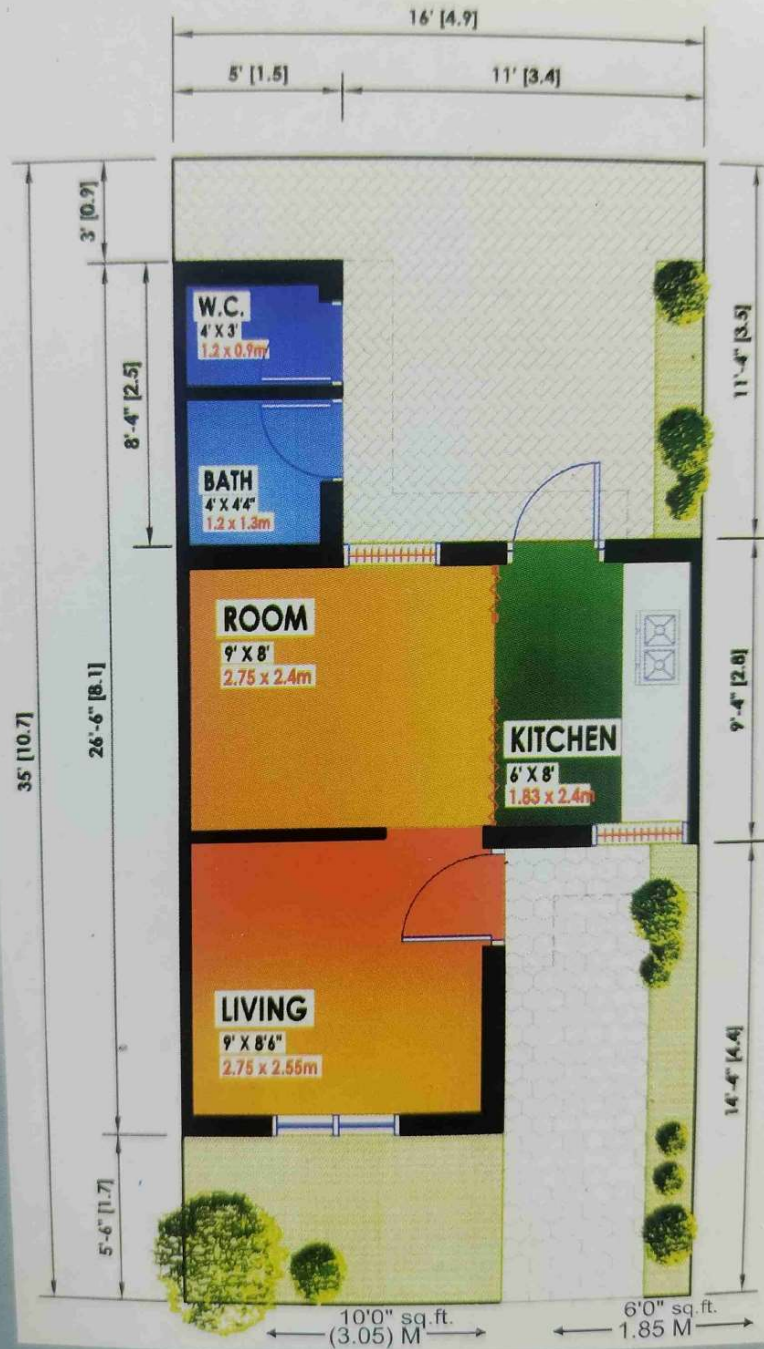 16' [4.9]
5' [1.5]
11' [3.4]
3' [0.9]
W.C.
4' X 3'
1.2 x 0.9m
8'-4" [2.5]
11'-4" [3.5]
BATH
4' X 4'4"
1.2 x 1.3m
ROOM
9' X 8'
2.75 x 2.4m
35' [10.7]
26'-6" [8.1]
9'-4" [2.8]
KITCHEN
6' X 8'
1.83 x 2.4m
LIVING
9' X 8'6"
2.75 x 2.55m
14'-4" [4.4]
5'-6" [1.7]
10'0" sq.ft.
(3.05) M
6'0" sq.ft.
1.85 M